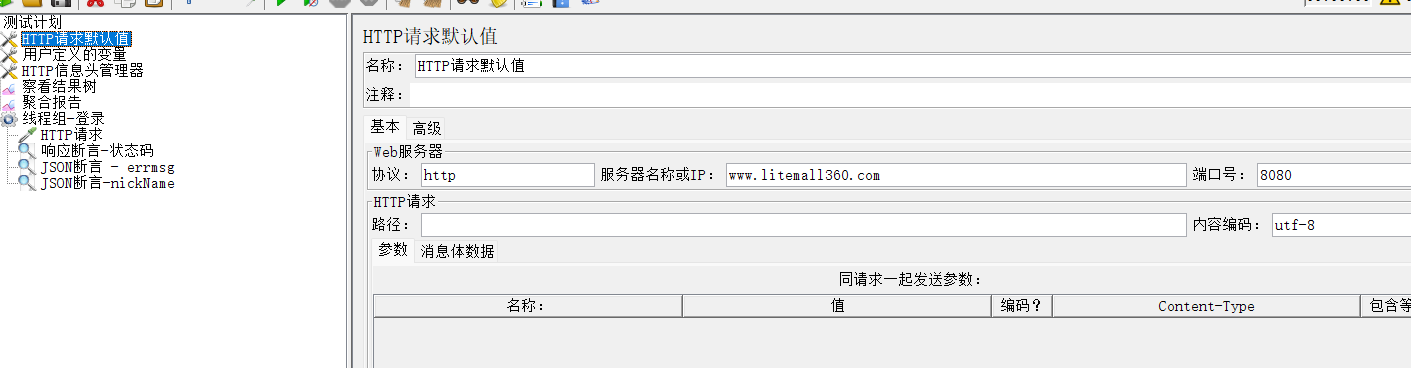 测试计划
HTTP请求默认值
用户定义的变量
HTTP信息头管理器
察看结果树
聚合报告
线程组-登录
HTTP请求
响应断言-状态码
JSON断言 - errmsg
JSON断言-nickName
HTTP请求默认值
名称: HTTP请求默认值
注释:
基本 高级
Web服务器
协议: http 服务器名称或IP: www.litemall360.com 端口号: 8080
HTTP请求
路径: 内容编码: utf-8
参数 消息体数据
同请求一起发送参数:
名称: 值 编码? Content-Type 包含等